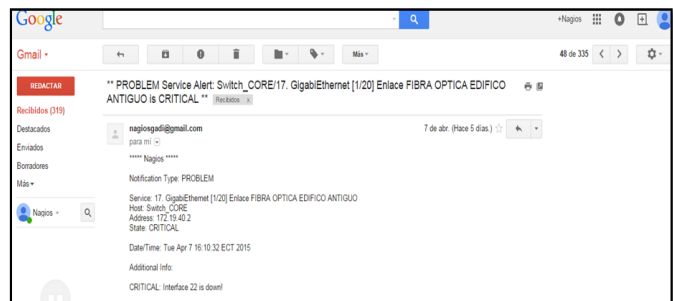 Google
+Nagios
Gmail
Más
48 de 335
REDACTAR
** PROBLEM Service Alert: Switch_CORE/17. GigabiEthernet [1/20] Enlace FIBRA OPTICA EDIFICO
ANTIGUO is CRITICAL **
Recibidos x
Recibidos (319)
Destacados
Enviados
Borradores
Más
Nagios
nagiosgadi@gmail.com
7 de abr. (Hace 5 días.)
para mí
***** Nagios *****
Notification Type: PROBLEM
Service: 17. GigabiEthernet [1/20] Enlace FIBRA OPTICA EDIFICO ANTIGUO
Host: Switch_CORE
Address: 172.19.40.2
State: CRITICAL
Date/Time: Tue Apr 7 16:10:32 ECT 2015
Additional Info:
CRITICAL: Interface 22 is down!